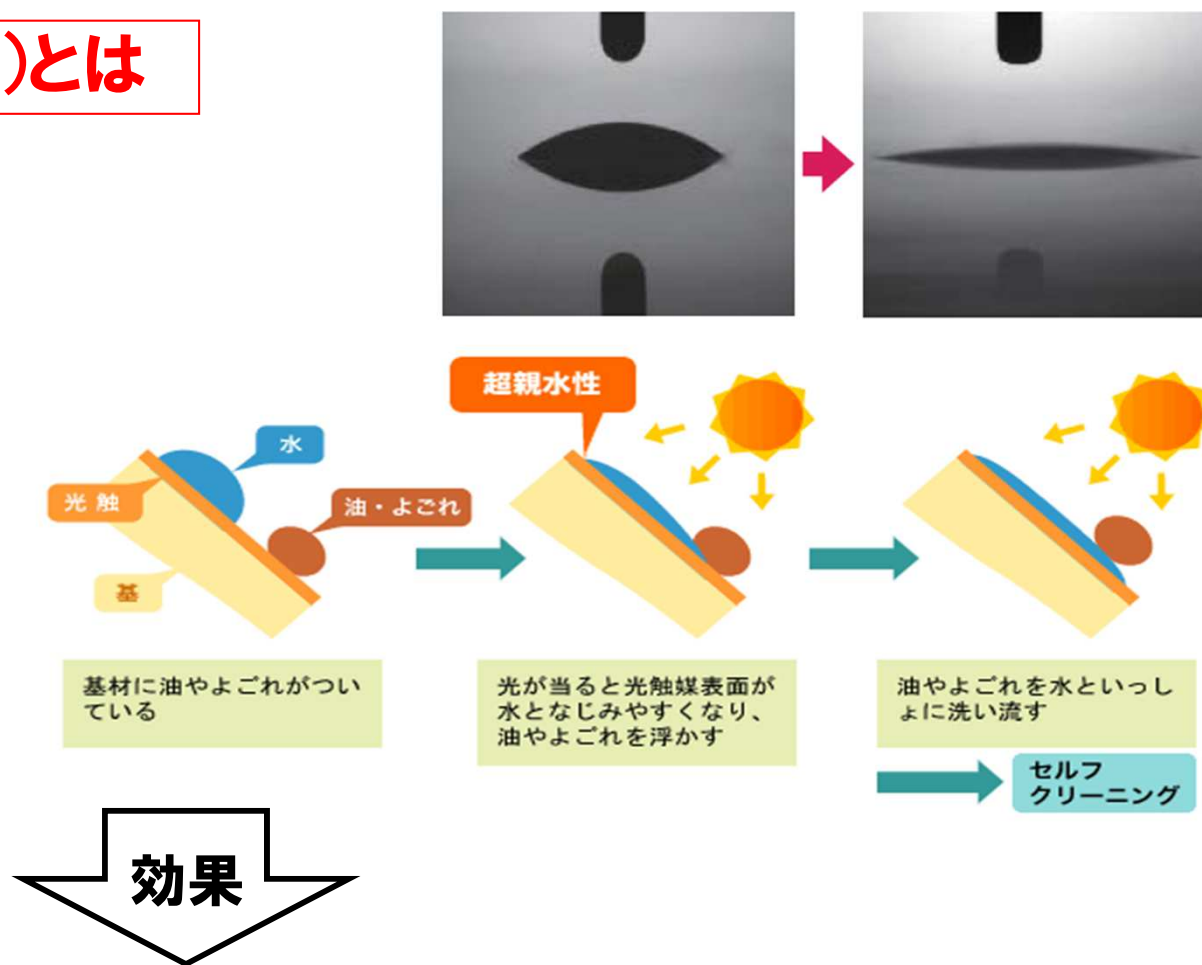 )とは
超親水性
水
光触
油・よごれ
基
基材に油やよごれがつい
ている
光が当ると光触媒表面が
水となじみやすくなり、
油やよごれを浮かす
油やよごれを水といっし
ょに洗い流す
セルフ
クリーニング
効果